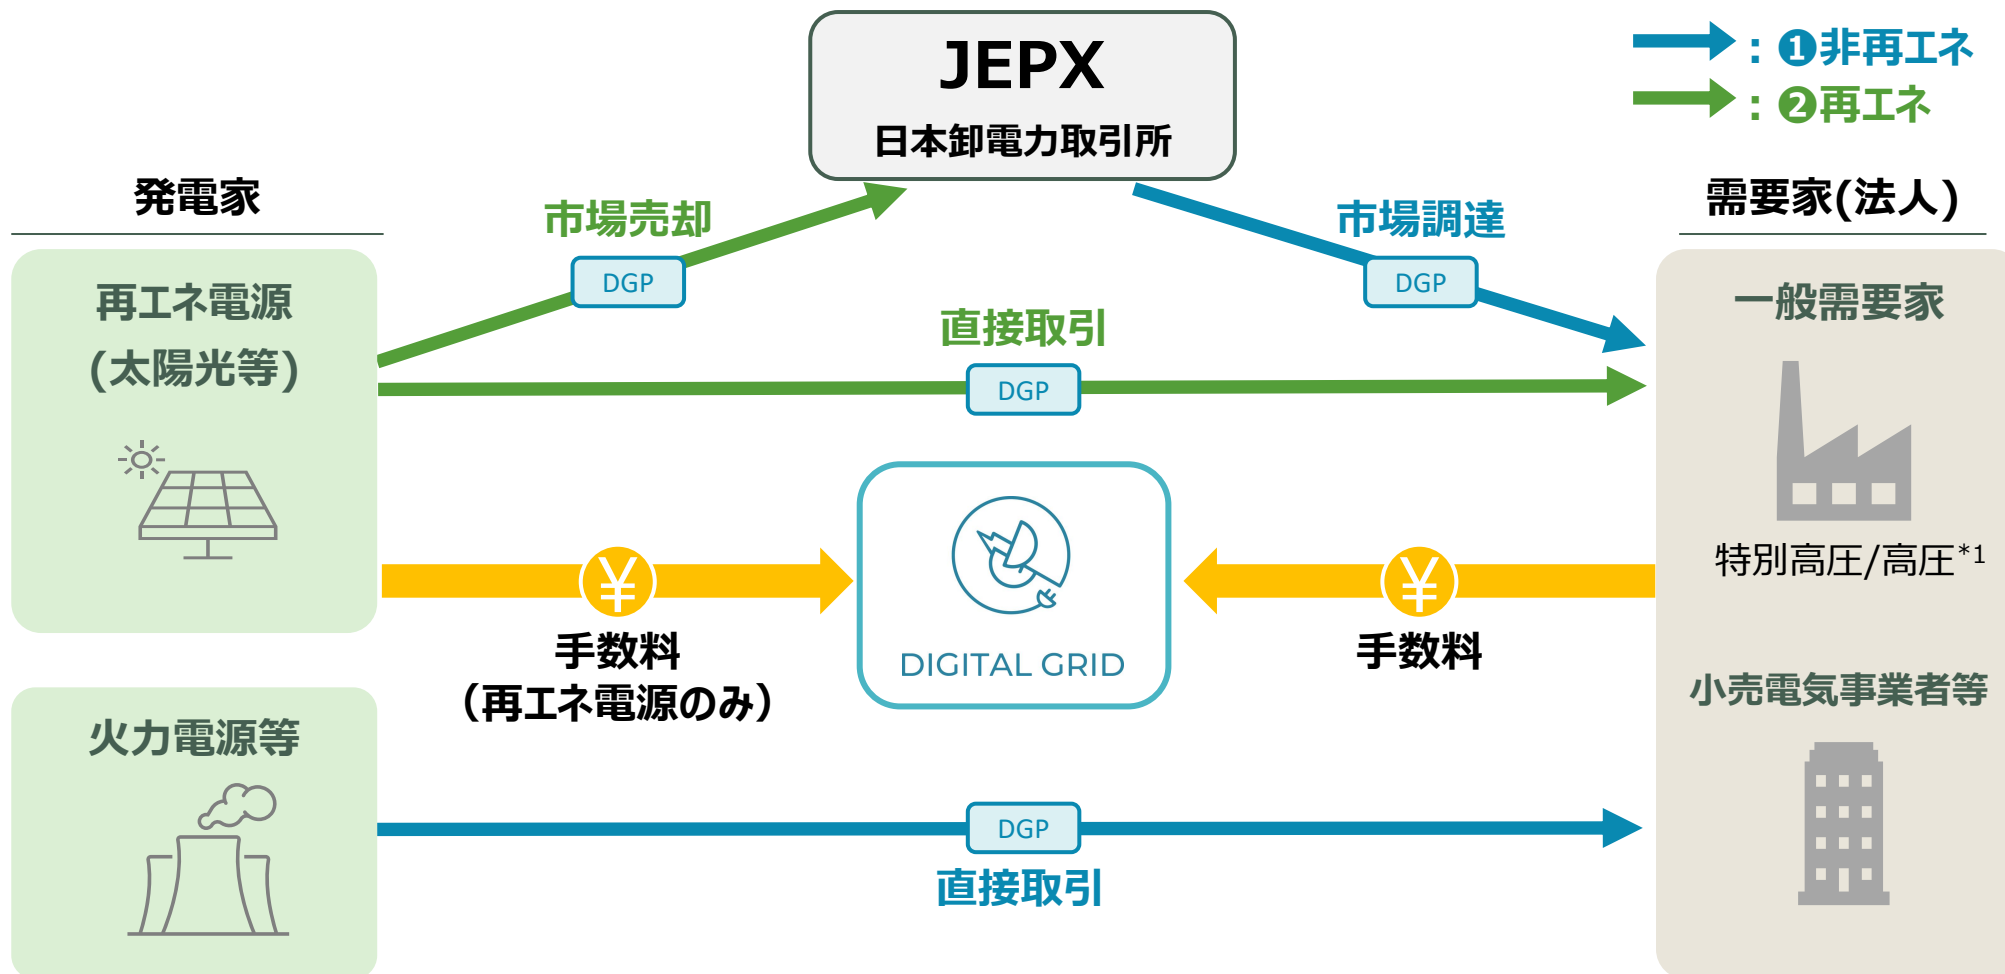 JEPX
日本卸電力取引所
:❶非再エネ
:❷再エネ
発電家
需要家(法人)
市場売却
市場調達
DGP
DGP
再エネ電源
(太陽光等)
一般需要家
直接取引
DGP
特別高圧/高圧*1
¥
¥
手数料
(再エネ電源のみ)
DIGITAL GRID
手数料
小売電気事業者等
火力電源等
DGP
直接取引